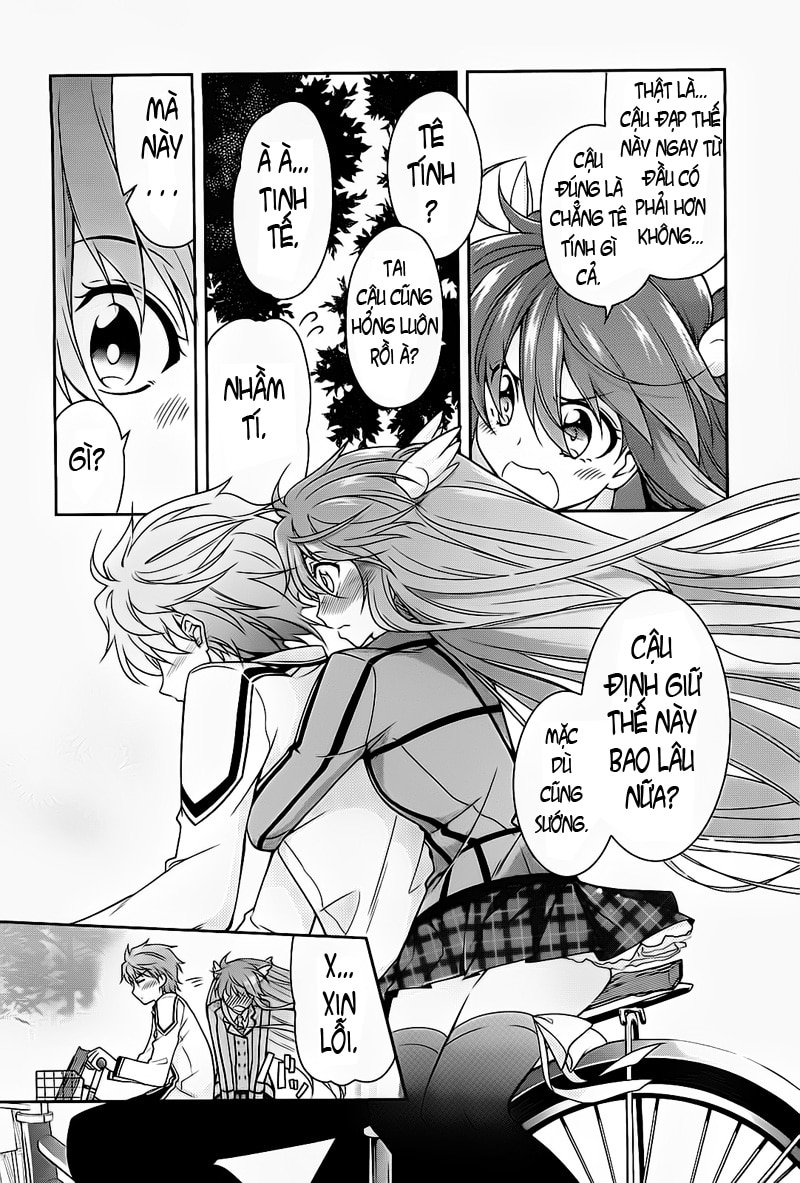 THẬT LÀ...
CẬU ĐẠP THẾ
NÀY NGAY TỪ
ĐẦU CÓ
PHẢI HƠN
KHÔNG...
CẬU
ĐÚNG LÀ
CHẲNG TÊ
TÍNH GÌ
CẢ.
TÊ
TÍNH
?
TAI
CẬU CŨNG
HỔNG LUÔN
RỒI À?
À À...
TINH
TẾ.
NHẦM
TÍ.
MÀ
NÀY
...
GÌ?
CẬU
ĐỊNH GIỮ
THẾ NÀY
BAO LÂU
NỮA?
MẶC
DÙ
CŨNG
SƯỚNG.
X...
XIN
LỖI.